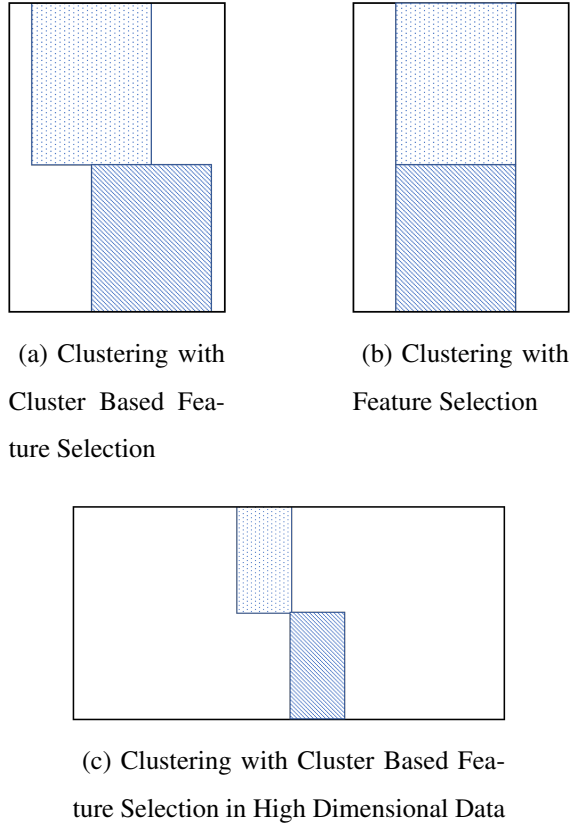 (a) Clustering with
Cluster Based Fea-
ture Selection
(b) Clustering with
Feature Selection
(c) Clustering with Cluster Based Fea-
ture Selection in High Dimensional Data